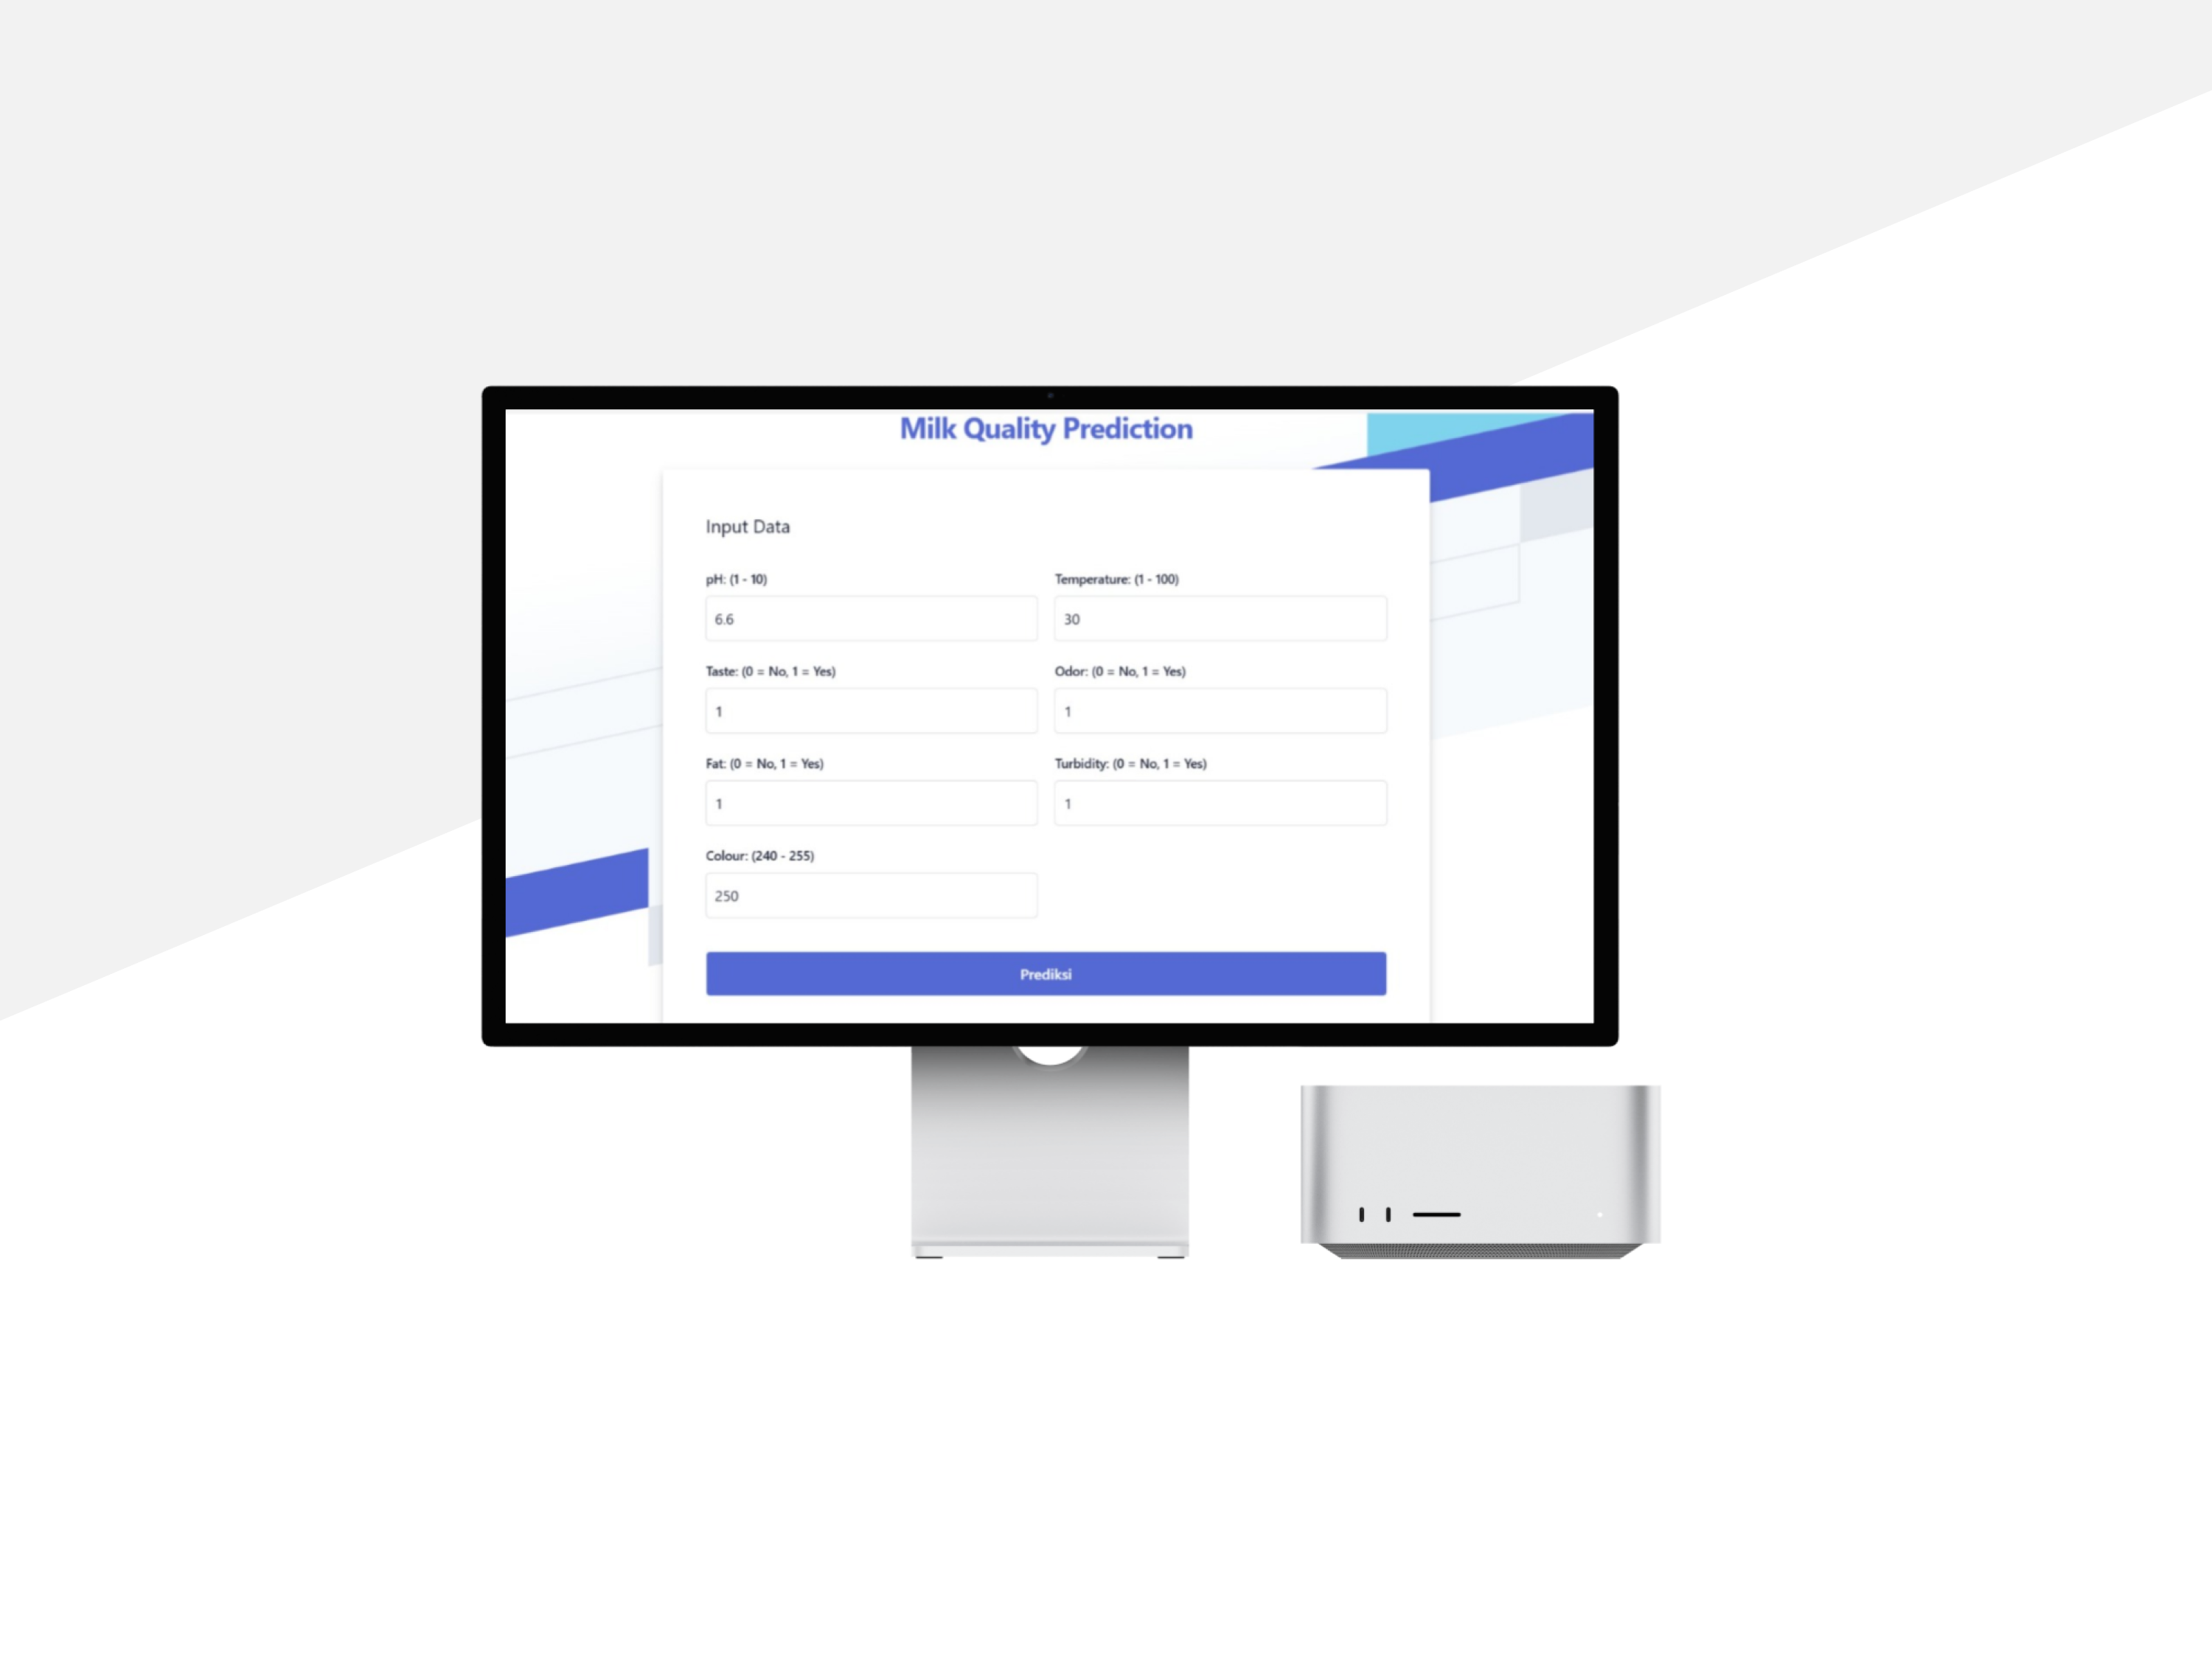 Milk Quality Prediction
Input Data
pH: (1 - 10)
Temperature: (1 - 100)
6.6
30
Taste: (0 = No, 1 = Yes)
Odor: (0 = No, 1 = Yes)
1
1
Fat: (0 = No, 1 = Yes)
Turbidity: (0 = No, 1 = Yes)
1
1
Colour: (240 - 255)
250
Prediksi